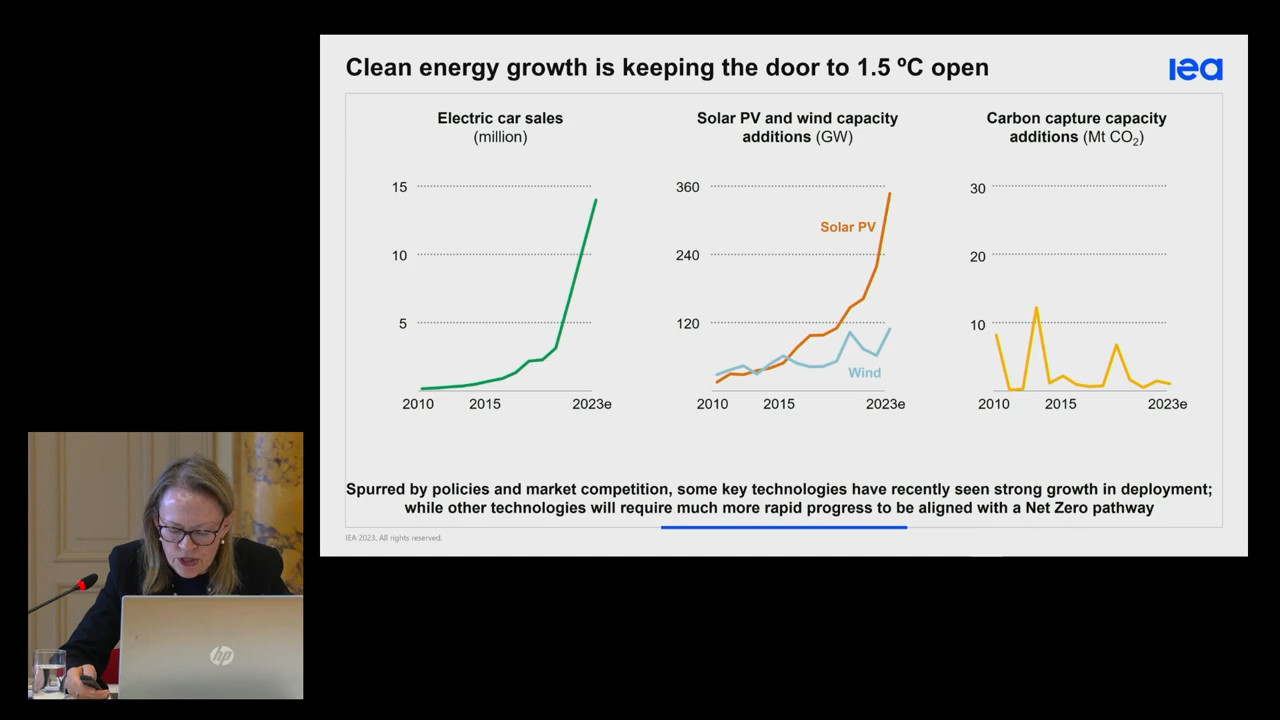 Clean energy growth is keeping the door to 1.5 ºC open
iea
Electric car sales
(million)
15
10
5
2010
2015
2023e
Solar PV and wind capacity
additions (GW)
360
240
120
Solar PV
Wind
2010
2015
2023e
Carbon capture capacity
additions (Mt CO₂)
30
20
10
2010
2015
2023e
Spurred by policies and market competition, some key technologies have recently seen strong growth in deployment;
while other technologies will require much more rapid progress to be aligned with a Net Zero pathway
IEA 2023. All rights reserved.
hp